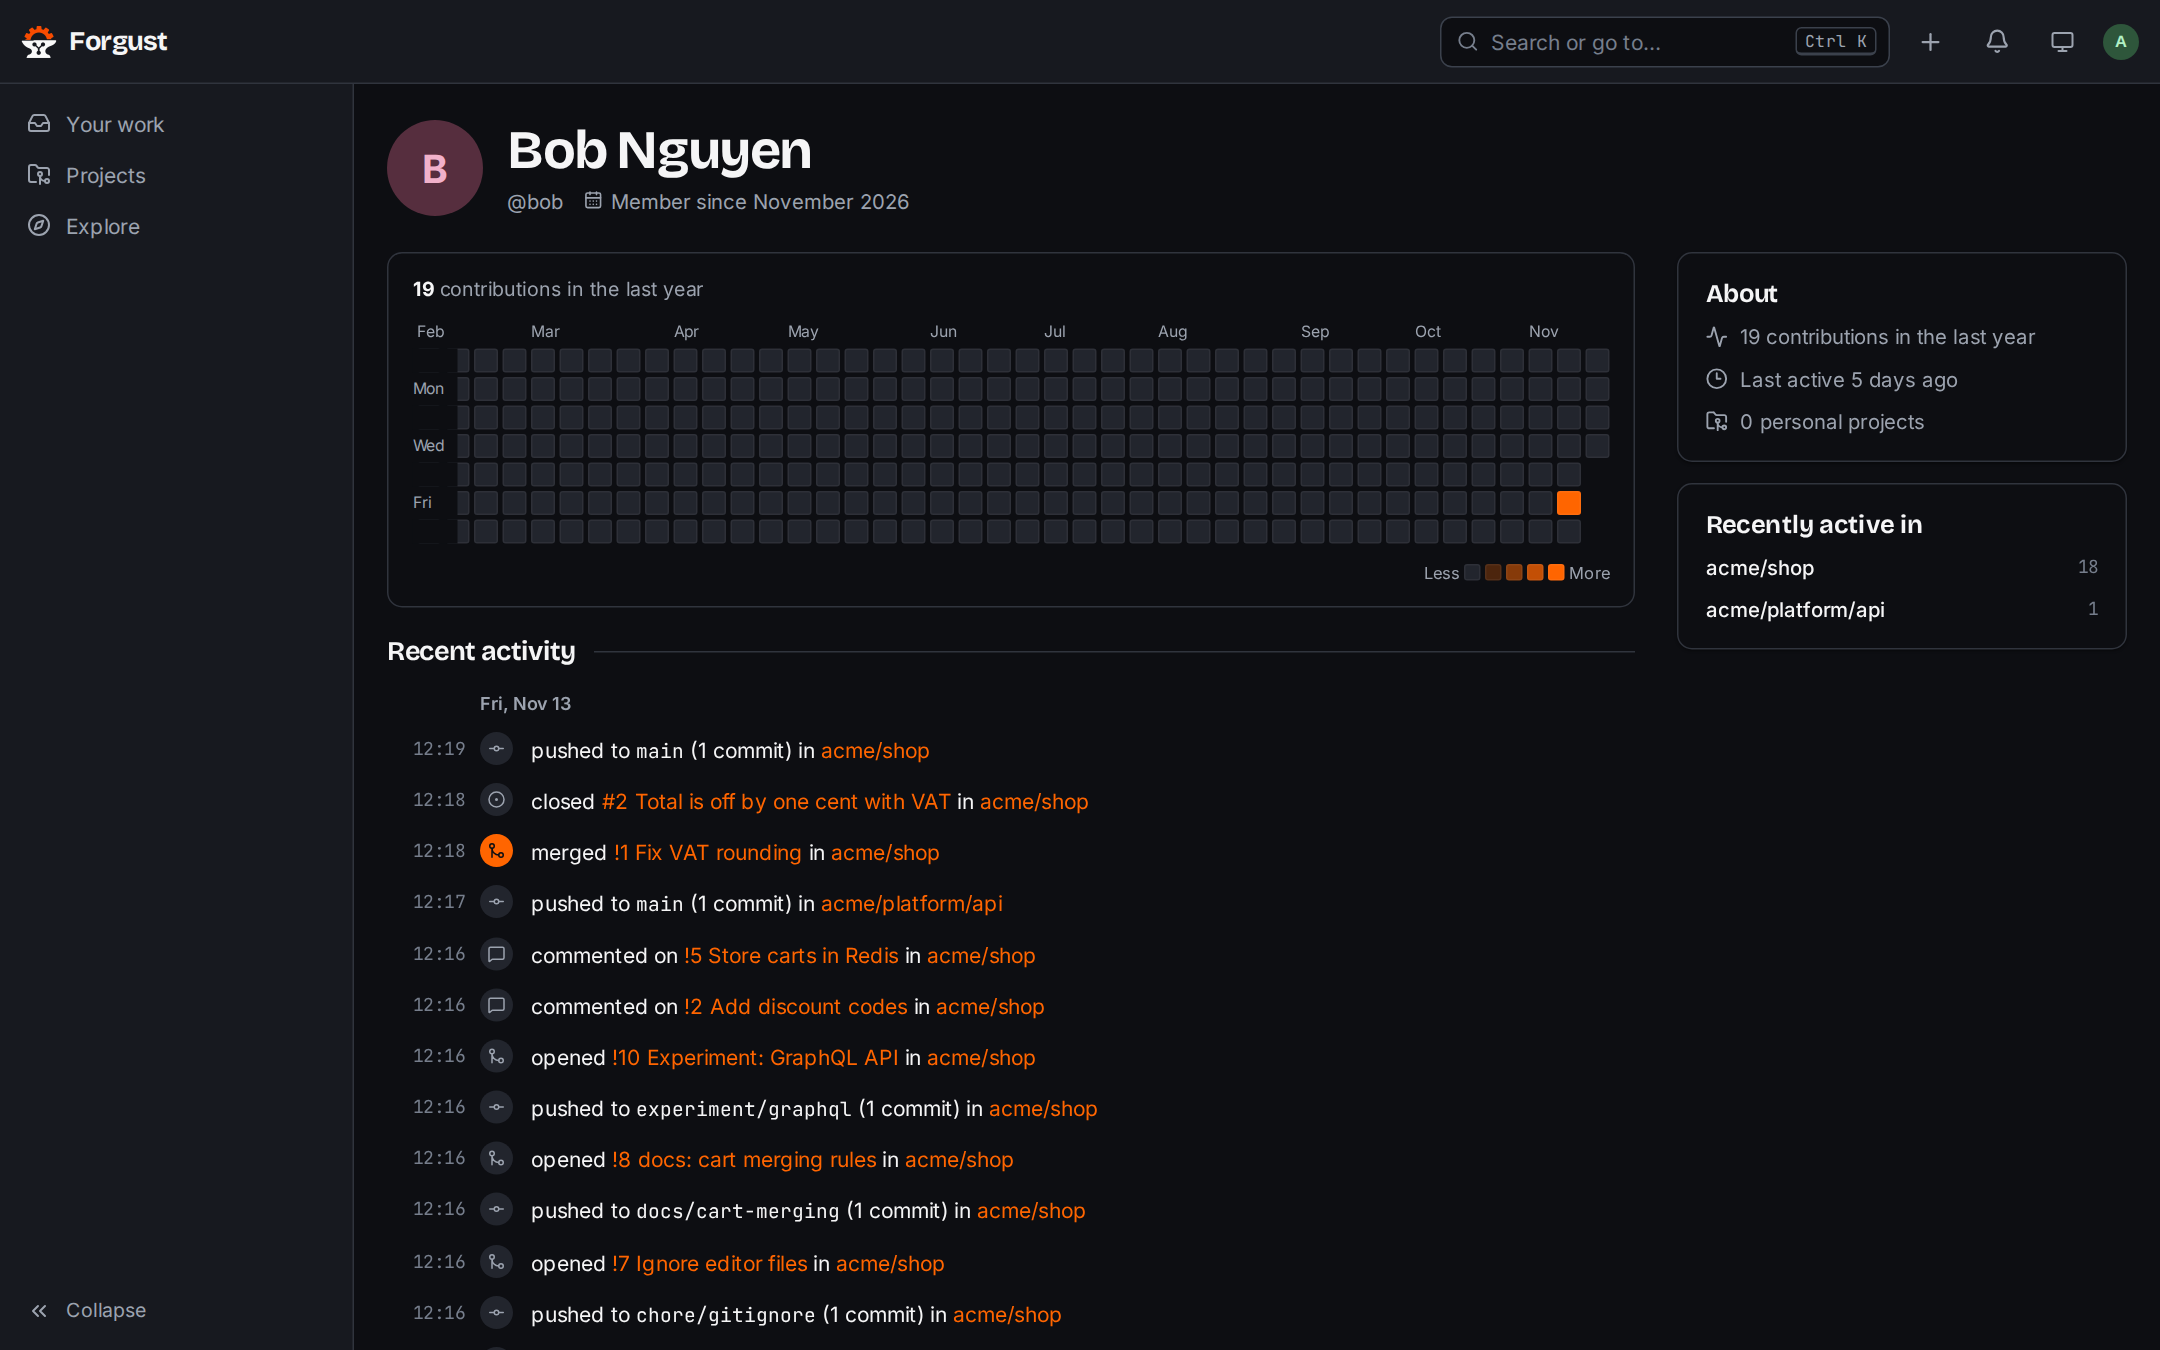 Forgust
Search or go to...
Ctrl K
A
Your work
Projects
Explore
Collapse
B
Bob Nguyen
@bob Member since November 2026
19 contributions in the last year
Feb Mar Apr May Jun Jul Aug Sep Oct Nov
Mon
Wed
Fri
Less More
Recent activity
Fri, Nov 13
12:19 pushed to main (1 commit) in acme/shop
12:18 closed #2 Total is off by one cent with VAT in acme/shop
12:18 merged !1 Fix VAT rounding in acme/shop
12:17 pushed to main (1 commit) in acme/platform/api
12:16 commented on !5 Store carts in Redis in acme/shop
12:16 commented on !2 Add discount codes in acme/shop
12:16 opened !10 Experiment: GraphQL API in acme/shop
12:16 pushed to experiment/graphql (1 commit) in acme/shop
12:16 opened !8 docs: cart merging rules in acme/shop
12:16 pushed to docs/cart-merging (1 commit) in acme/shop
12:16 opened !7 Ignore editor files in acme/shop
12:16 pushed to chore/gitignore (1 commit) in acme/shop
About
19 contributions in the last year
Last active 5 days ago
0 personal projects
Recently active in
acme/shop 18
acme/platform/api 1